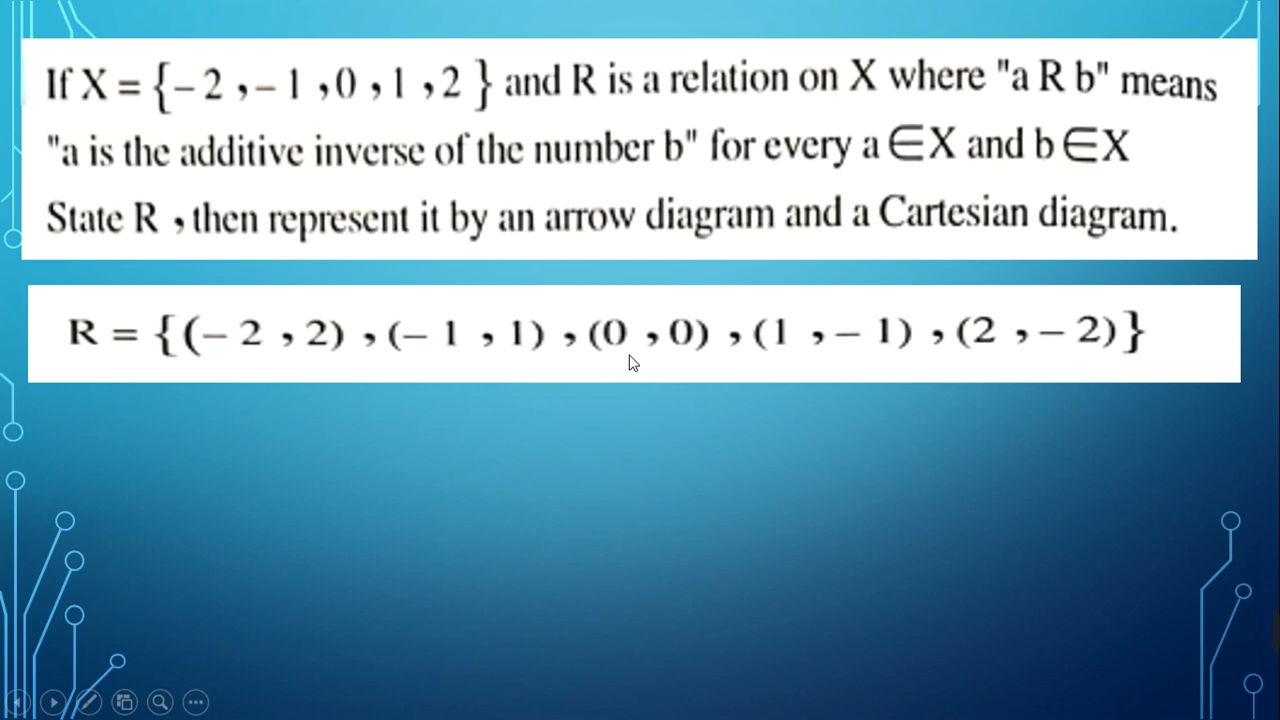 If X = {– 2 , – 1 , 0 , 1 , 2 } and R is a relation on X where "a R b" means
"a is the additive inverse of the number b" for every a ∈ X and b ∈ X
State R , then represent it by an arrow diagram and a Cartesian diagram.
R = {(– 2 , 2) , (– 1 , 1) , (0 , 0) , (1 , – 1) , (2 , – 2)}